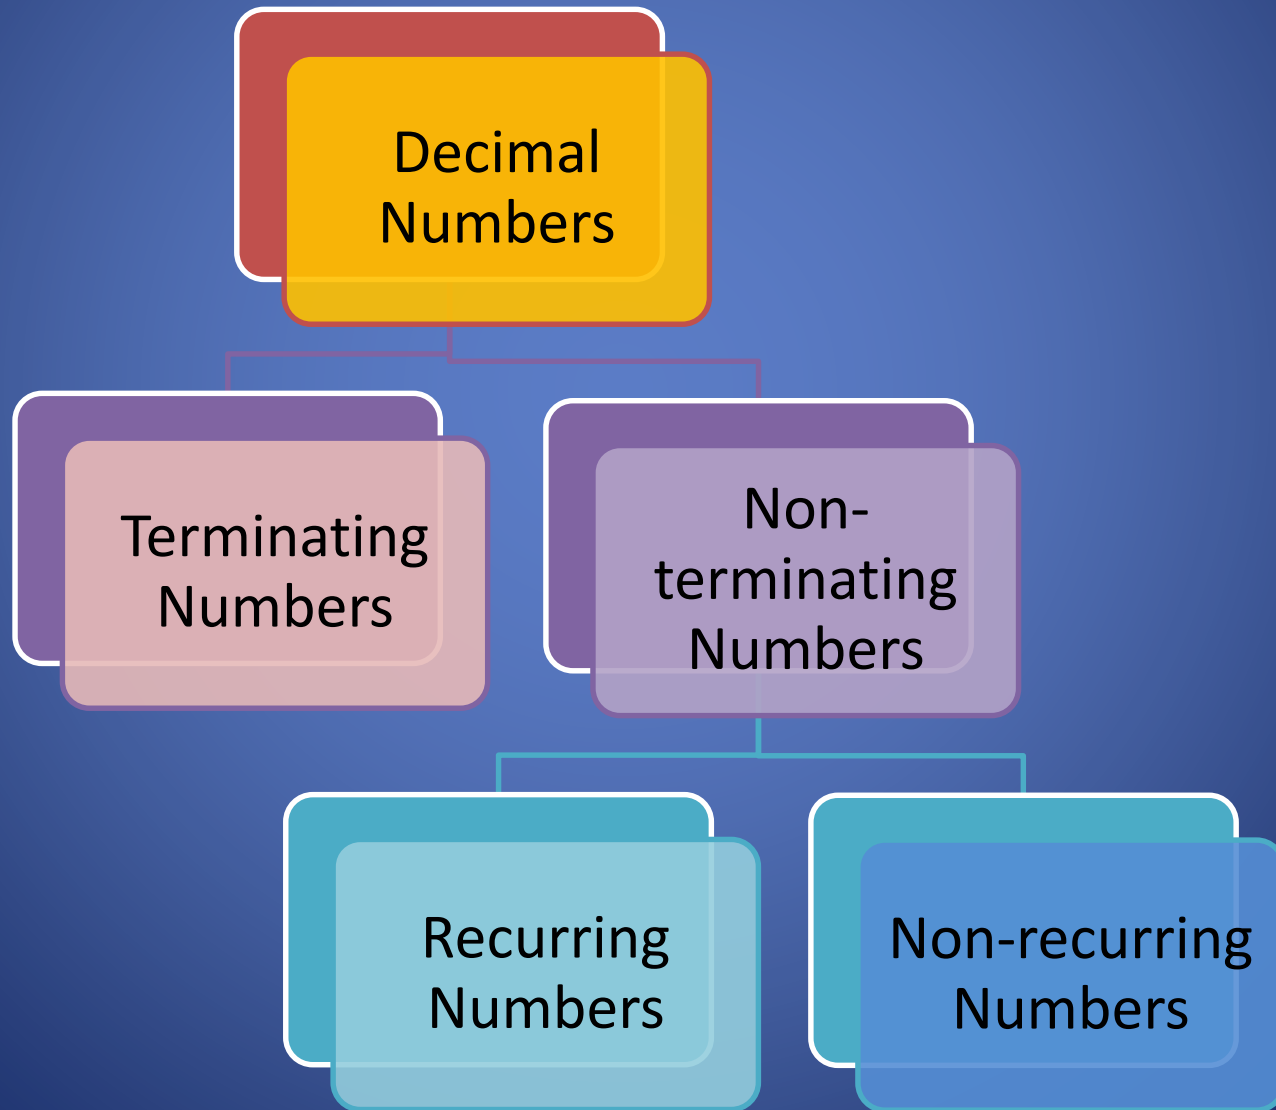 Decimal
Numbers
Terminating
Numbers
Non-
terminating
Numbers
Recurring
Numbers
Non-recurring
Numbers